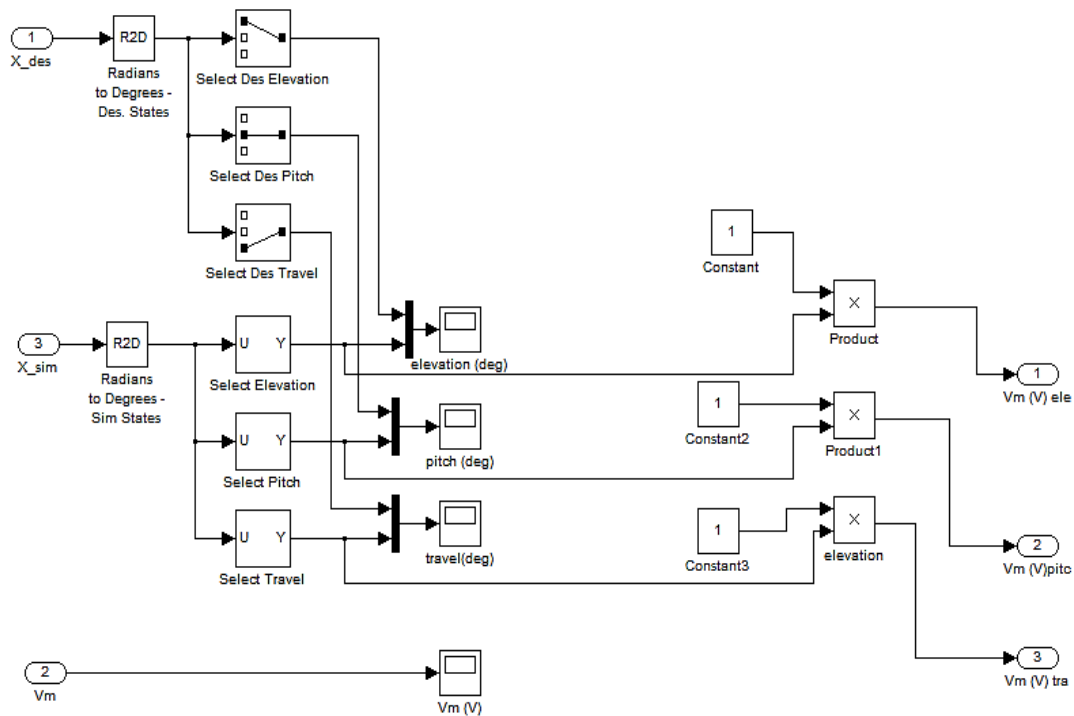 1
X_des
R2D
Radians
to Degrees -
Des. States
Select Des Elevation
Select Des Pitch
Select Des Travel
3
X_sim
R2D
Radians
to Degrees -
Sim States
U Y
Select Elevation
U Y
Select Pitch
U Y
Select Travel
elevation (deg)
pitch (deg)
travel(deg)
2
Vm
Vm (V)
1
Constant
X
Product
1
Vm (V) ele
1
Constant2
X
Product1
1
Constant3
X
elevation
2
Vm (V)pitc
3
Vm (V) tra